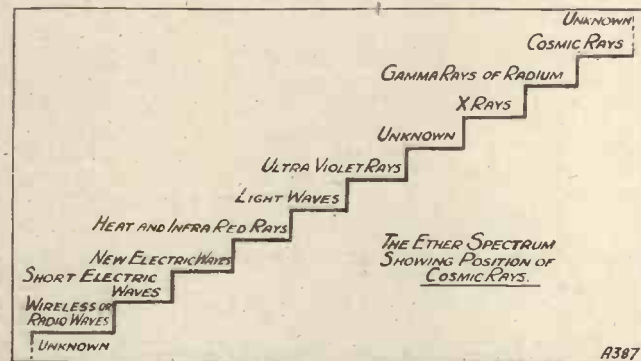 UNKNOWN
COSMIC RAYS
GAMMA RAYS OF RADIUM
X RAYS
UNKNOWN
ULTRA VIOLET RAYS
LIGHT WAVES
HEAT AND INFRA RED RAYS
NEW ELECTRIC WAVES
SHORT ELECTRIC
WAVES
WIRELESS OR
RADIO WAVES
UNKNOWN
THE ETHER SPECTRUM
SHOWING POSITION OF
COSMIC RAYS.
A387